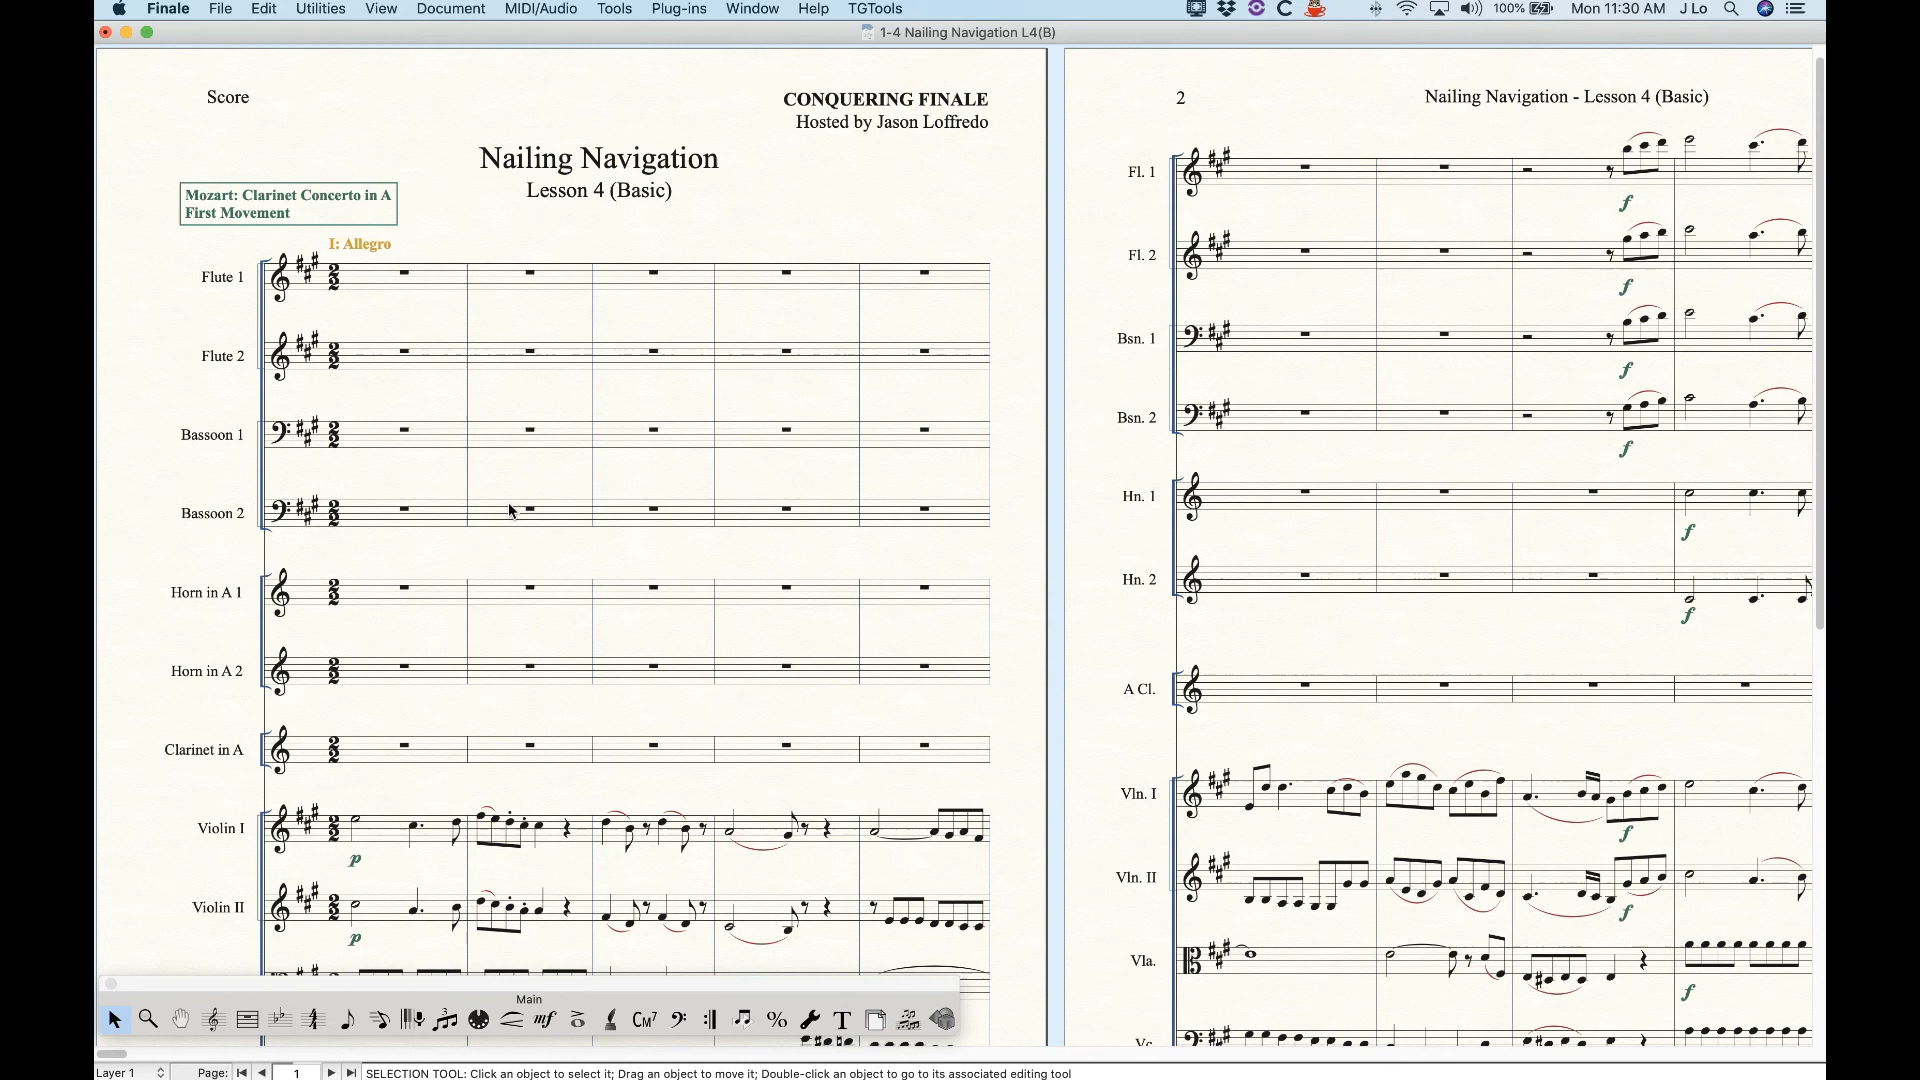 Finale File Edit Utilities View Document MIDI/Audio Tools Plug-ins Window Help TGTools 100% Mon 11:30 AM J Lo
1-4 Nailing Navigation L4(B)
Score
CONQUERING FINALE
Hosted by Jason Loffredo
Nailing Navigation
Lesson 4 (Basic)
Mozart: Clarinet Concerto in A
First Movement
I: Allegro
Flute 1
Flute 2
Bassoon 1
Bassoon 2
Horn in A 1
Horn in A 2
Clarinet in A
Violin I
p
Violin II
p
2
Nailing Navigation - Lesson 4 (Basic)
Fl. 1
f
Fl. 2
f
Bsn. 1
f
Bsn. 2
f
Hn. 1
f
Hn. 2
f
A Cl.
Vln. I
f
Vln. II
f
Vla.
f
Vc.
Main
mf CM7 % T
Layer 1 Page: 1 SELECTION TOOL: Click an object to select it; Drag an object to move it; Double-click an object to go to its associated editing tool